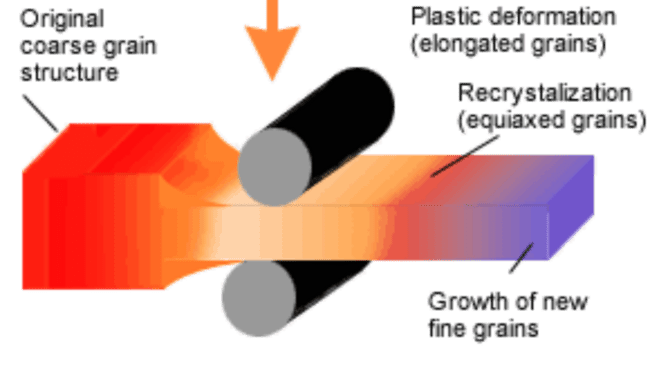 Original
coarse grain
structure
Plastic deformation
(elongated grains)
Recrystalization
(equiaxed grains)
Growth of new
fine grains